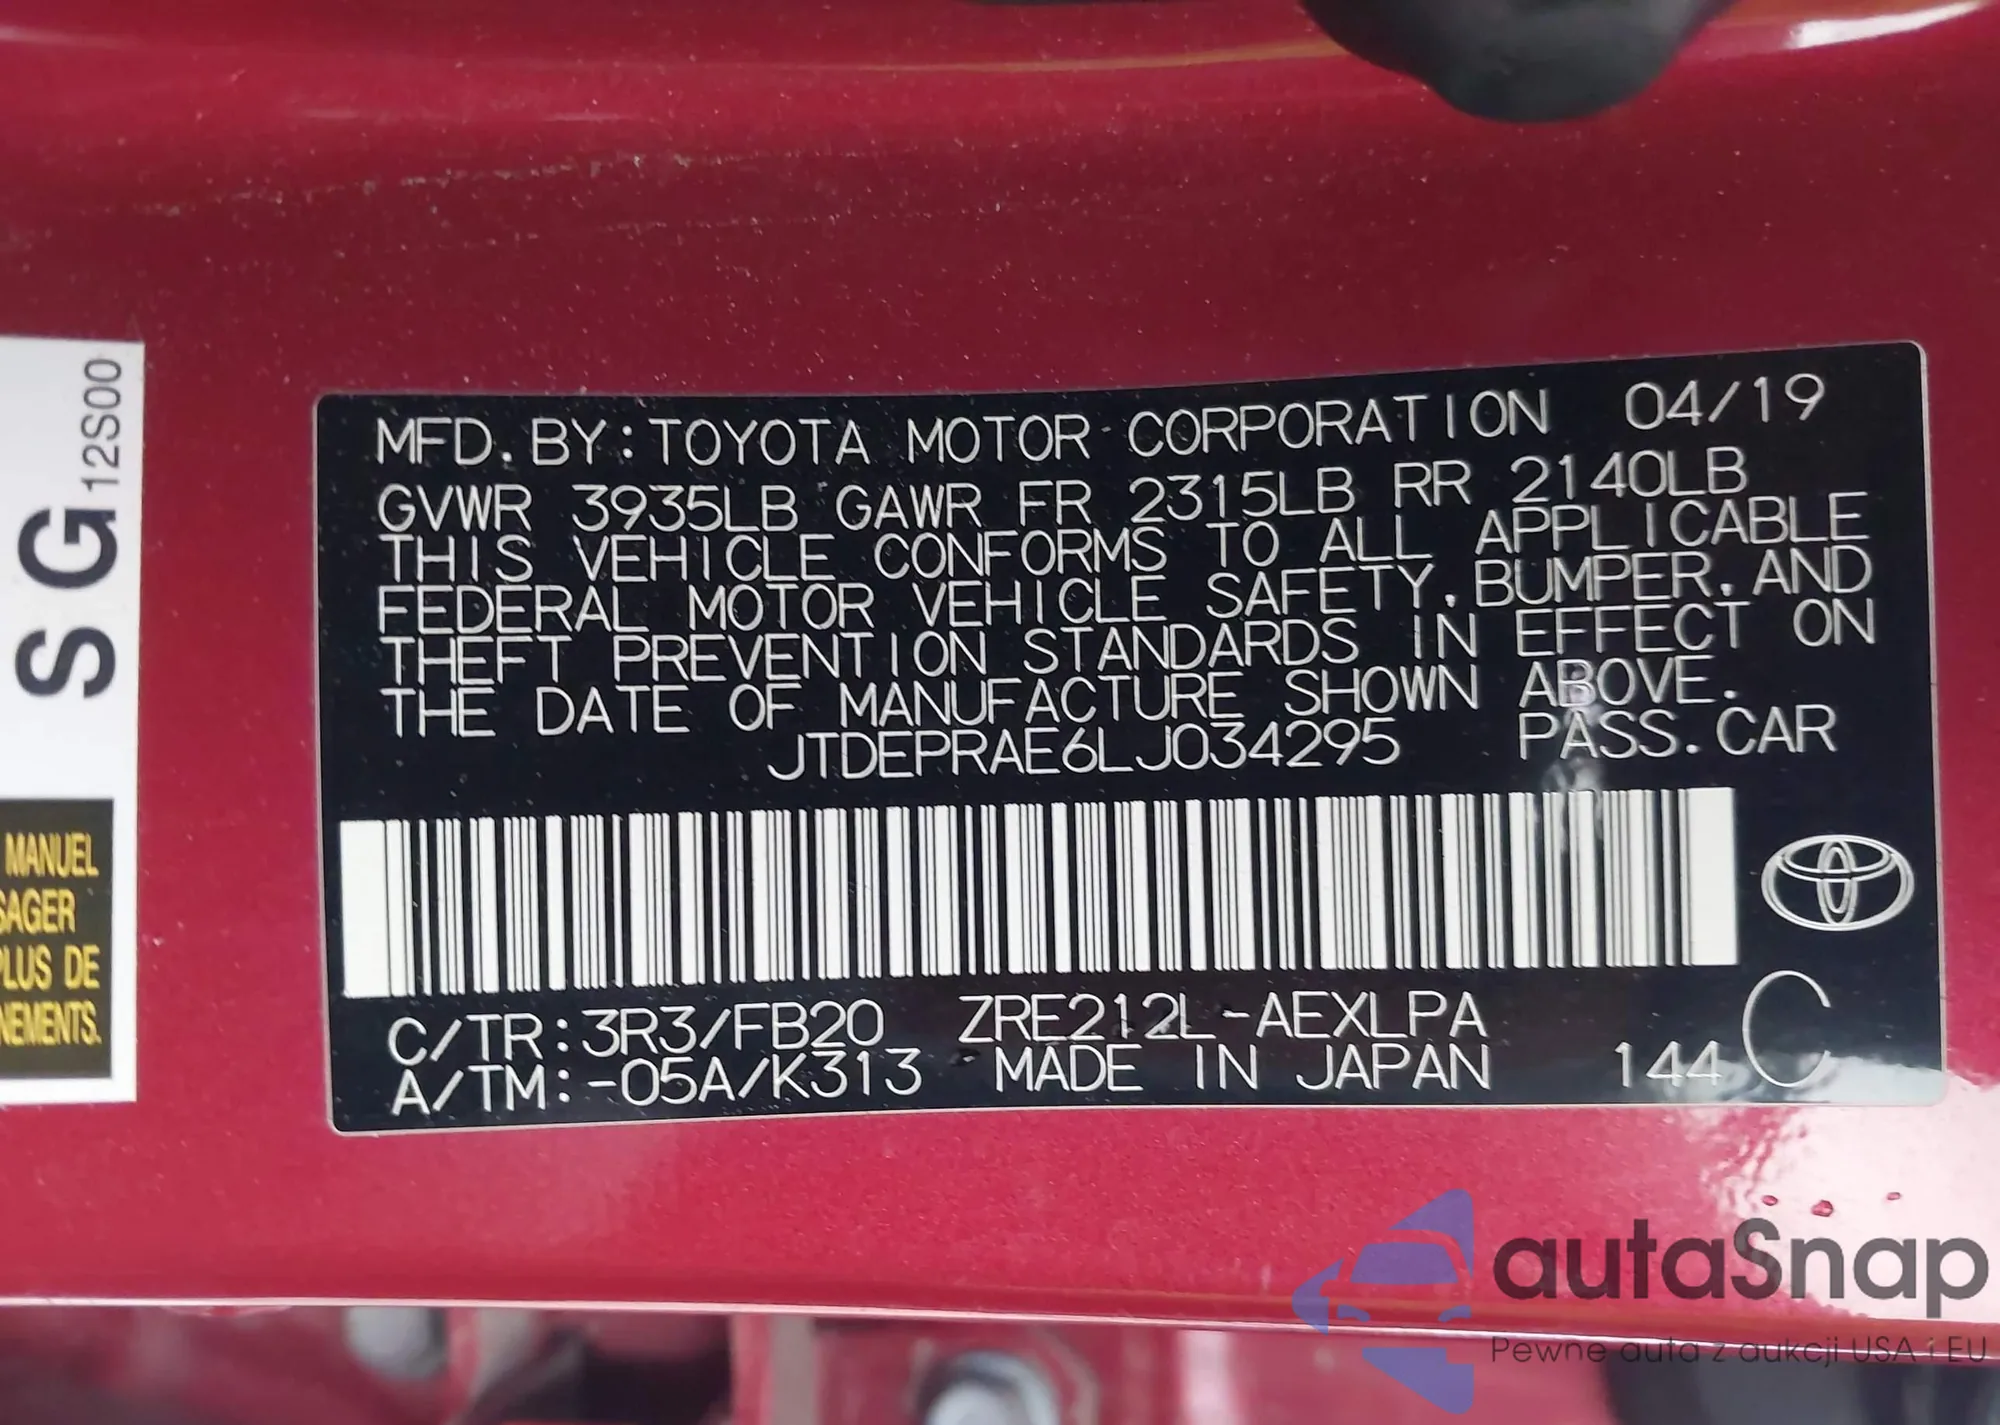 MFD. BY: TOYOTA MOTOR CORPORATION 04/19
GVWR 3935LB GAWR FR 2315LB RR 2140LB
THIS VEHICLE CONFORMS TO ALL APPLICABLE
FEDERAL MOTOR VEHICLE SAFETY, BUMPER, AND
THEFT PREVENTION STANDARDS IN EFFECT ON
THE DATE OF MANUFACTURE SHOWN ABOVE.
JTDEPRAE6LJ034295 PASS. CAR
C/TR: 3R3/FB20 ZRE212L-AEXLPA
A/TM: -05A/K313 MADE IN JAPAN 144 C
S G 12S00
MANUEL
SAGER
PLUS DE
NEMENTS.
autaSnap
Pewne auta z aukcji USA i EU